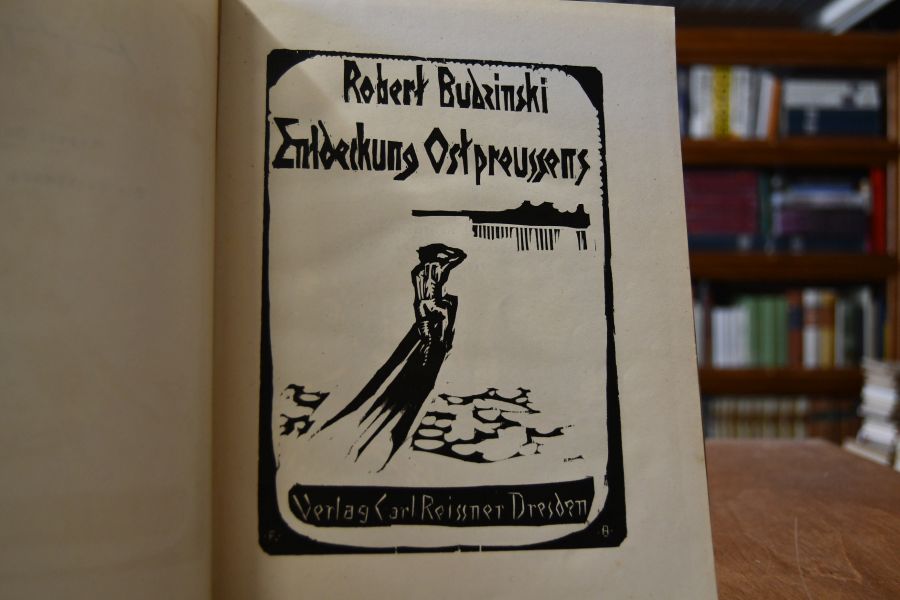 Robert Budzinski
Entdeckung Ostpreussens
Verlag Carl Reissner Dresden
R. B.